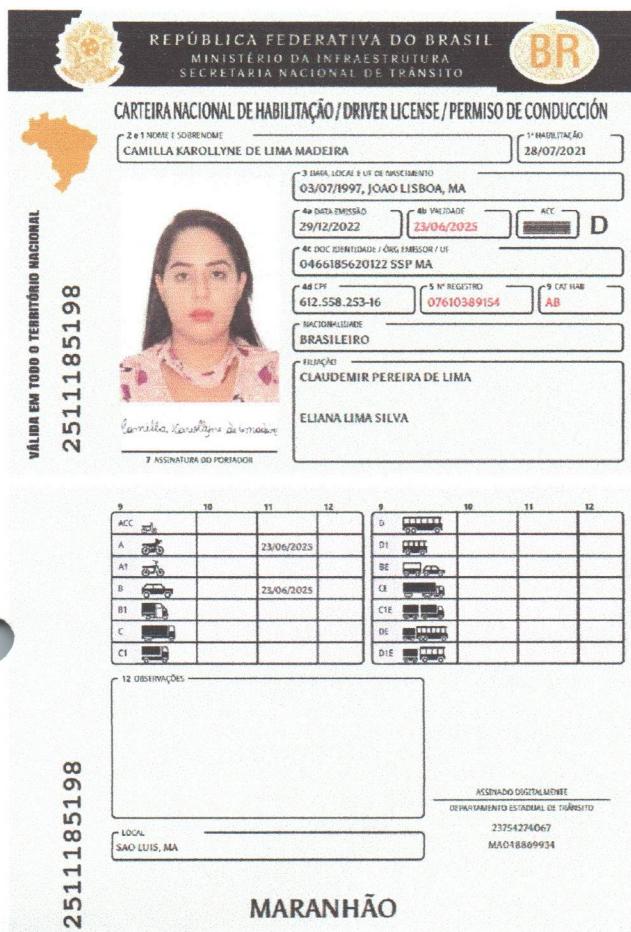 REPÚBLICA FEDERATIVA DO BRASIL
MINISTÉRIO DA INFRAESTRUTURA
SECRETARIA NACIONAL DE TRÂNSITO
BR
CARTEIRA NACIONAL DE HABILITAÇÃO / DRIVER LICENSE / PERMISO DE CONDUCCIÓN
2 e 1 NOME E SOBRENOME
1ª HABILITAÇÃO
CAMILLA KAROLLYNE DE LIMA MADEIRA
28/07/2021
3 DATA, LOCAL E UF DE NASCIMENTO
03/07/1997, JOAO LISBOA, MA
4a DATA EMISSÃO
4b VALIDADE
ACC
29/12/2022
23/06/2025
D
4c DOC IDENTIDADE / ÓRG EMISSOR / UF
0466185620122 SSP MA
4d CPF
5 Nº REGISTRO
9 CAT HAB
612.558.253-16
07610389154
AB
NACIONALIDADE
BRASILEIRO
FILIAÇÃO
CLAUDEMIR PEREIRA DE LIMA
ELIANA LIMA SILVA
7 ASSINATURA DO PORTADOR
VÁLIDA EM TODO O TERRITÓRIO NACIONAL
2511185198
9 10 11 12 9 10 11 12
ACC D
A 23/06/2025 D1
A1 BE
B 23/06/2025 CE
B1 C1E
C DE
C1 D1E
12 OBSERVAÇÕES
ASSINADO DIGITALMENTE
DEPARTAMENTO ESTADUAL DE TRÂNSITO
23754274067
MA048869934
LOCAL
SAO LUIS, MA
2511185198
MARANHÃO